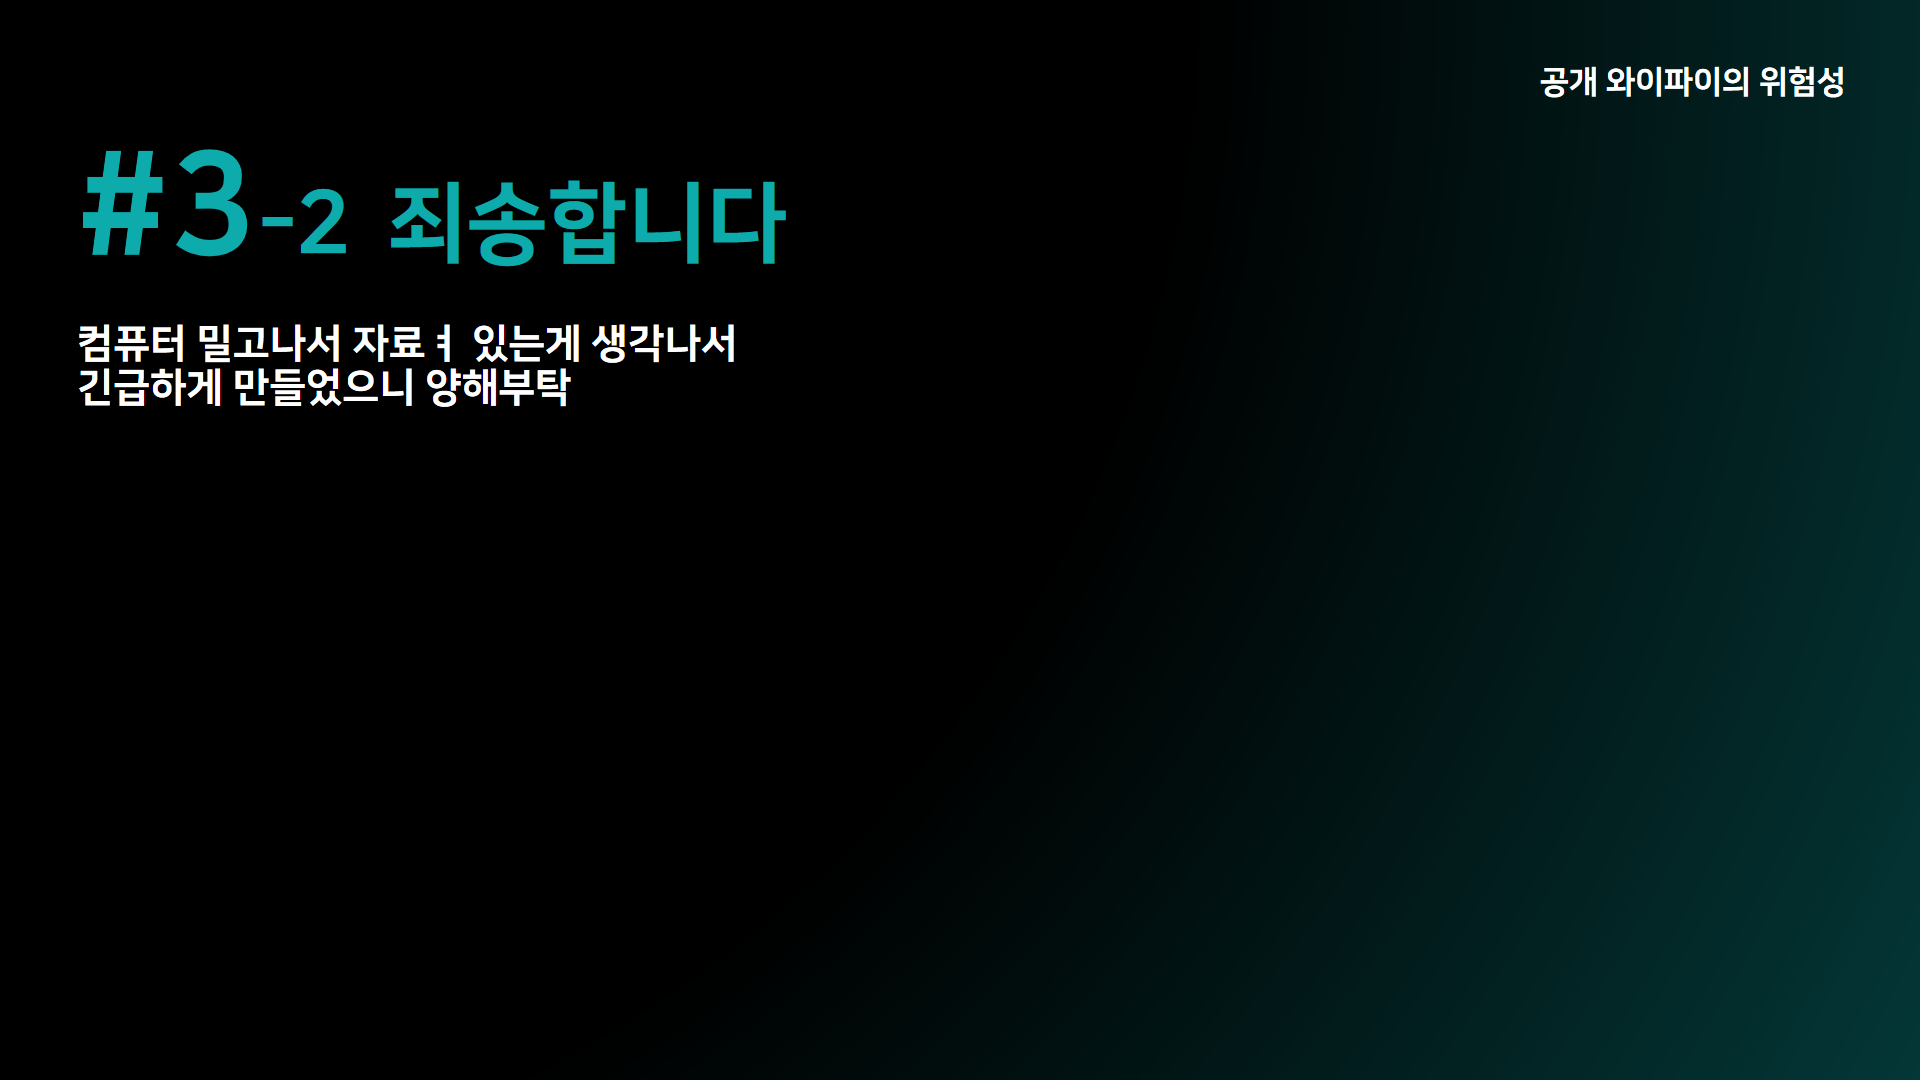 공개 와이파이의 위험성
#3-2 죄송합니다
컴퓨터 밀고나서 자료ㅕ 있는게 생각나서
긴급하게 만들었으니 양해부탁